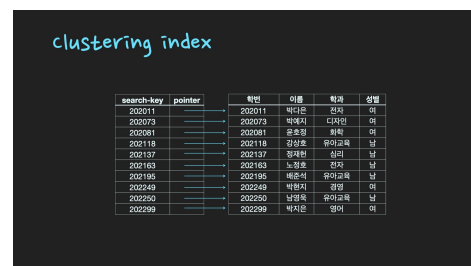 clustering index
search-key pointer 학번 이름 학과 성별
202011 202011 박다은 전자 여
202073 202073 박예지 디자인 여
202081 202081 윤호정 화학 여
202118 202118 강상호 유아교육 남
202137 202137 정재헌 심리 남
202163 202163 노정호 전자 남
202195 202195 배준석 유아교육 남
202249 202249 박현지 경영 여
202250 202250 남영욱 유아교육 남
202299 202299 박지은 영어 여